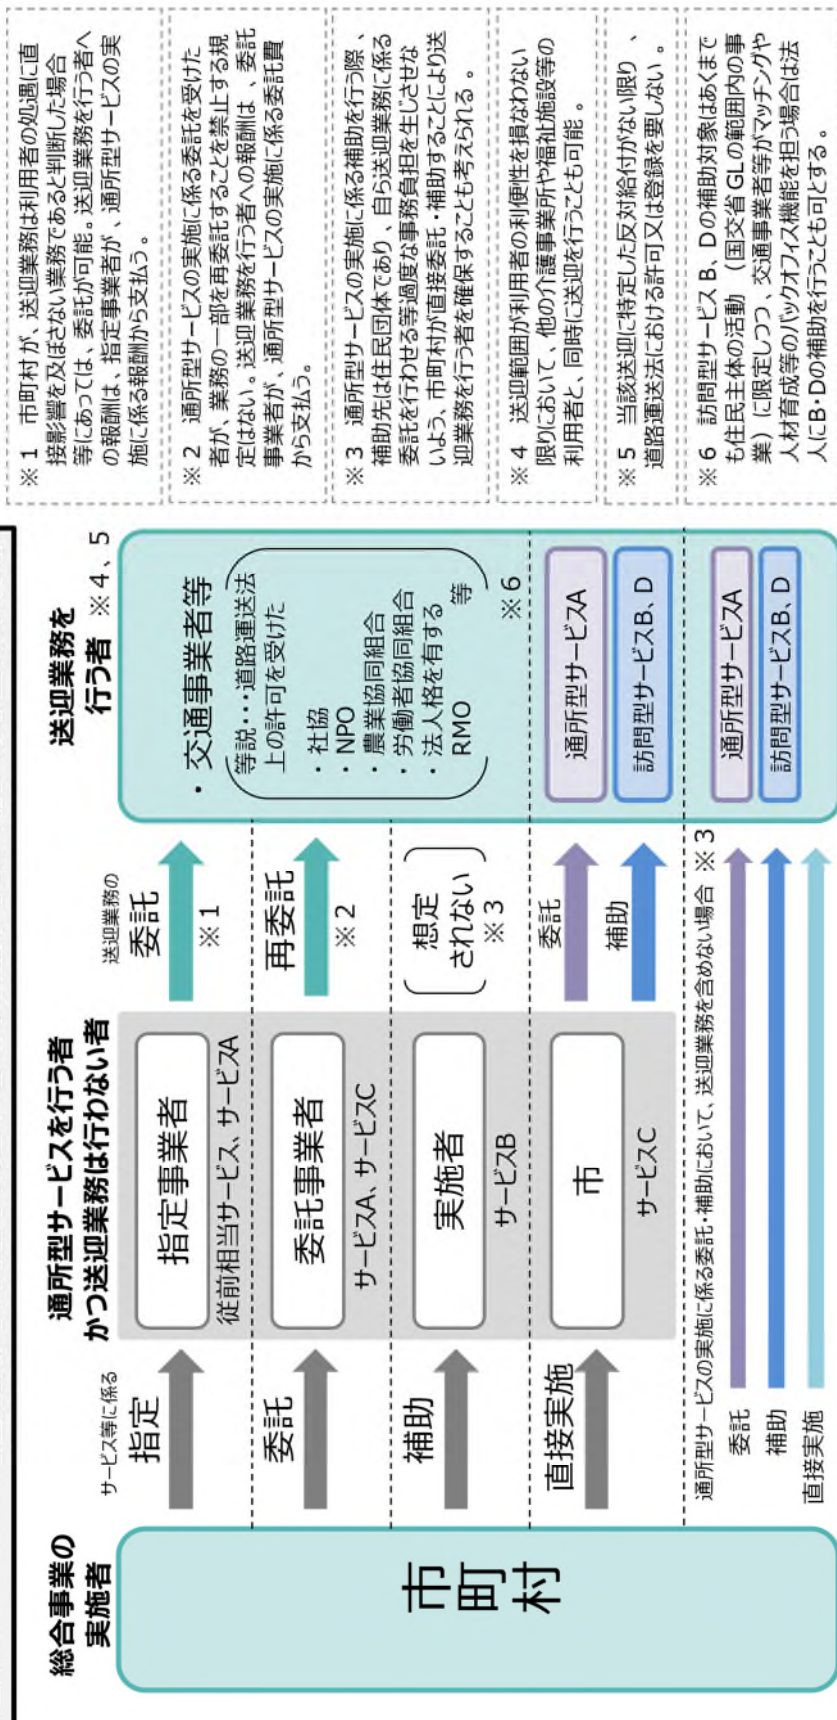 総合事業の
実施者
市町村
サービス等に係る
指定
委託
補助
直接実施
通所型サービスを行う者
かつ送迎業務は行わない者
指定事業者
従前相当サービス、サービスA
委託事業者
サービスA、サービスC
実施者
サービスB
市
サービスC
送迎業務の
委託
※1
再委託
※2
想定
されない
※3
委託
補助
通所型サービスの実施に係る委託・補助において、送迎業務を含めない場合 ※3
委託
補助
直接実施
送迎業務を
行う者 ※4、5
・交通事業者等
等説・・・道路運送法
上の許可を受けた
・社協
・NPO
・農業協同組合
・労働者協同組合
・法人格を有する
RMO 等
※6
通所型サービスA
訪問型サービスB、D
通所型サービスA
訪問型サービスB、D
※1 市町村が、送迎業務は利用者の処遇に直
接影響を及ぼさない業務であると判断した場合
等にあっては、委託が可能。送迎業務を行う者へ
の報酬は、指定事業者が、通所型サービスの実
施に係る報酬から支払う。
※2 通所型サービスの実施に係る委託を受けた
者が、業務の一部を再委託することを禁止する規
定はない。送迎業務を行う者への報酬は、、委託
事業者が、通所型サービスの実施に係る委託費
から支払う。
※3 通所型サービスの実施に係る補助を行う際、
補助先は住民団体であり、自ら送迎業務に係る
委託を行わせる等過度な事務負担を生じさせな
いよう、市町村が直接委託・補助することにより送
迎業務を行う者を確保することも考えられる。
※4 送迎範囲が利用者の利便性を損なわない
限りにおいて、他の介護事業所や福祉施設等の
利用者と、同時に送迎を行うことも可能。
※5 当該送迎に特定した反対給付がない限り、
道路運送法における許可又は登録を要しない。
※6 訪問型サービスB、Dの補助対象はあくまで
も住民主体の活動（国交省GLの範囲内の事
業）に限定しつつ、交通事業者等がマッチングや
人材育成等のバックオフィス機能を担う場合は法
人にB・Dの補助を行うことも可とする。